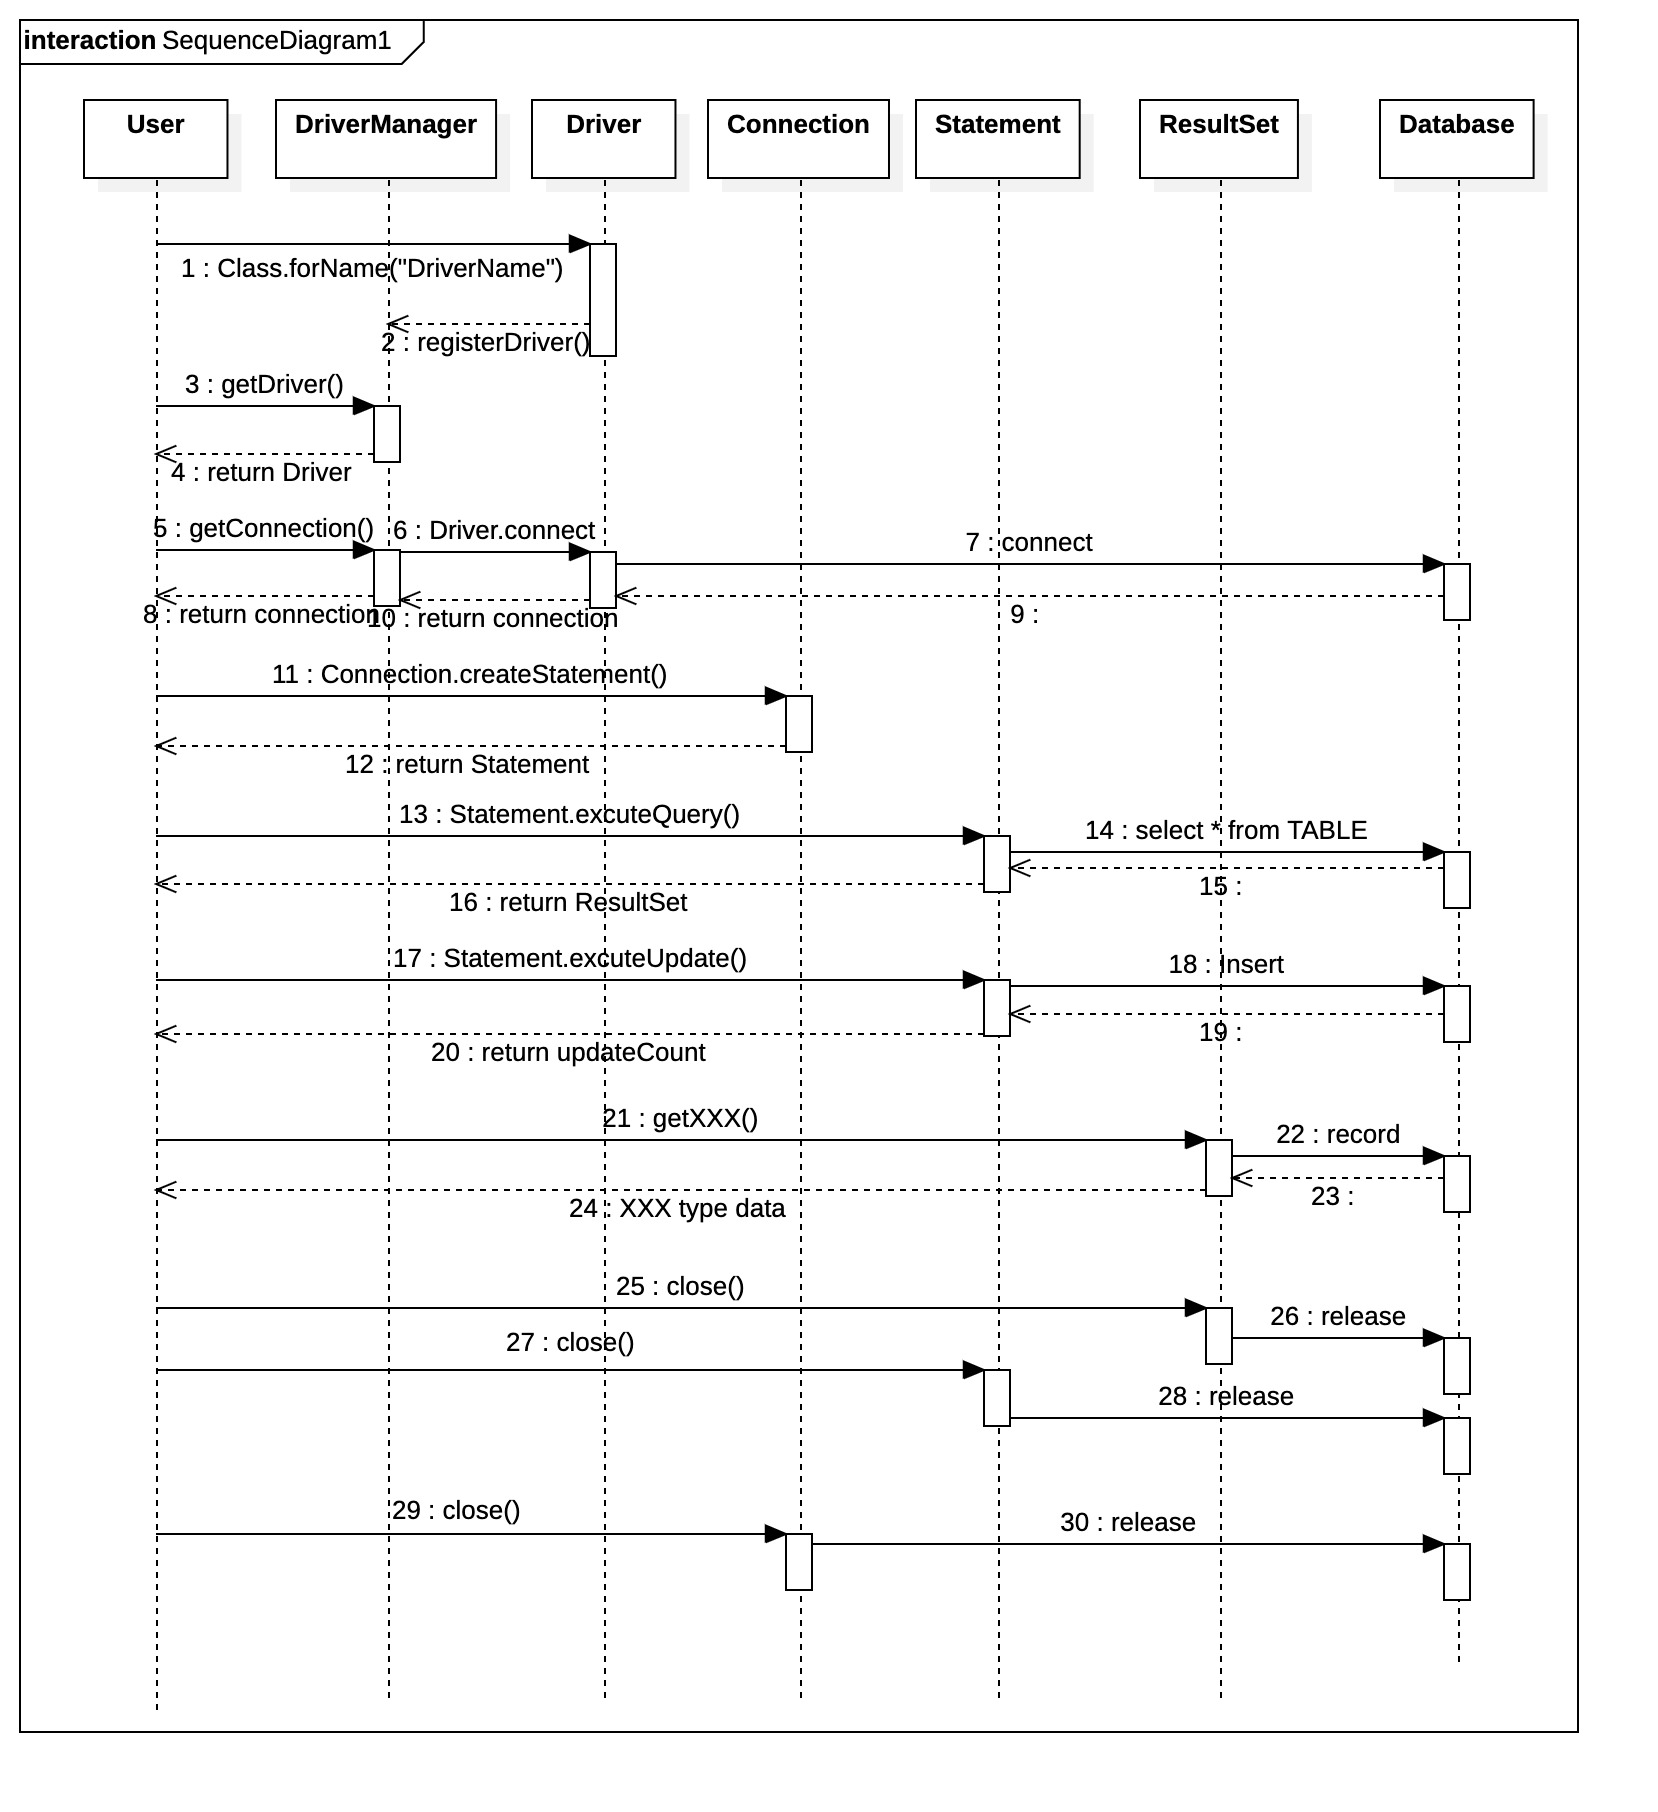 interaction SequenceDiagram1
User
DriverManager
Driver
Connection
Statement
ResultSet
Database
1 : Class.forName("DriverName")
2 : registerDriver()
3 : getDriver()
4 : return Driver
5 : getConnection()
6 : Driver.connect
7 : connect
8 : return connection
10 : return connection
9 :
11 : Connection.createStatement()
12 : return Statement
13 : Statement.excuteQuery()
14 : select * from TABLE
15 :
16 : return ResultSet
17 : Statement.excuteUpdate()
18 : Insert
19 :
20 : return updateCount
21 : getXXX()
22 : record
23 :
24 : XXX type data
25 : close()
26 : release
27 : close()
28 : release
29 : close()
30 : release